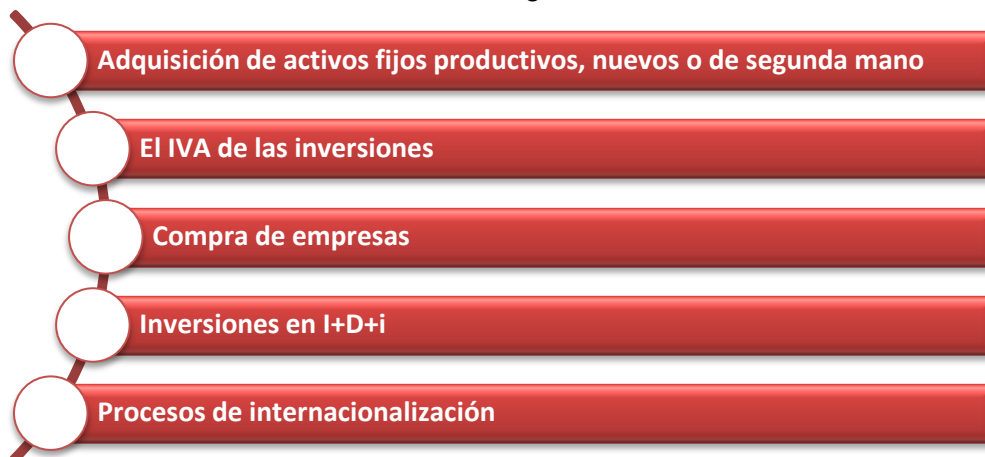 Adquisición de activos fijos productivos, nuevos o de segunda mano
El IVA de las inversiones
Compra de empresas
Inversiones en I+D+i
Procesos de internacionalización